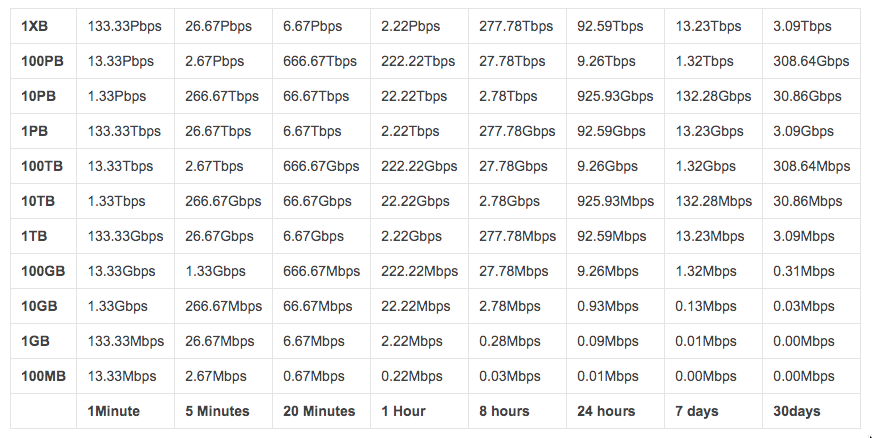 1XB 133.33Pbps 26.67Pbps 6.67Pbps 2.22Pbps 277.78Tbps 92.59Tbps 13.23Tbps 3.09Tbps
100PB 13.33Pbps 2.67Pbps 666.67Tbps 222.22Tbps 27.78Tbps 9.26Tbps 1.32Tbps 308.64Gbps
10PB 1.33Pbps 266.67Tbps 66.67Tbps 22.22Tbps 2.78Tbps 925.93Gbps 132.28Gbps 30.86Gbps
1PB 133.33Tbps 26.67Tbps 6.67Tbps 2.22Tbps 277.78Gbps 92.59Gbps 13.23Gbps 3.09Gbps
100TB 13.33Tbps 2.67Tbps 666.67Gbps 222.22Gbps 27.78Gbps 9.26Gbps 1.32Gbps 308.64Mbps
10TB 1.33Tbps 266.67Gbps 66.67Gbps 22.22Gbps 2.78Gbps 925.93Mbps 132.28Mbps 30.86Mbps
1TB 133.33Gbps 26.67Gbps 6.67Gbps 2.22Gbps 277.78Mbps 92.59Mbps 13.23Mbps 3.09Mbps
100GB 13.33Gbps 1.33Gbps 666.67Mbps 222.22Mbps 27.78Mbps 9.26Mbps 1.32Mbps 0.31Mbps
10GB 1.33Gbps 266.67Mbps 66.67Mbps 22.22Mbps 2.78Mbps 0.93Mbps 0.13Mbps 0.03Mbps
1GB 133.33Mbps 26.67Mbps 6.67Mbps 2.22Mbps 0.28Mbps 0.09Mbps 0.01Mbps 0.00Mbps
100MB 13.33Mbps 2.67Mbps 0.67Mbps 0.22Mbps 0.03Mbps 0.01Mbps 0.00Mbps 0.00Mbps
1Minute 5 Minutes 20 Minutes 1 Hour 8 hours 24 hours 7 days 30days